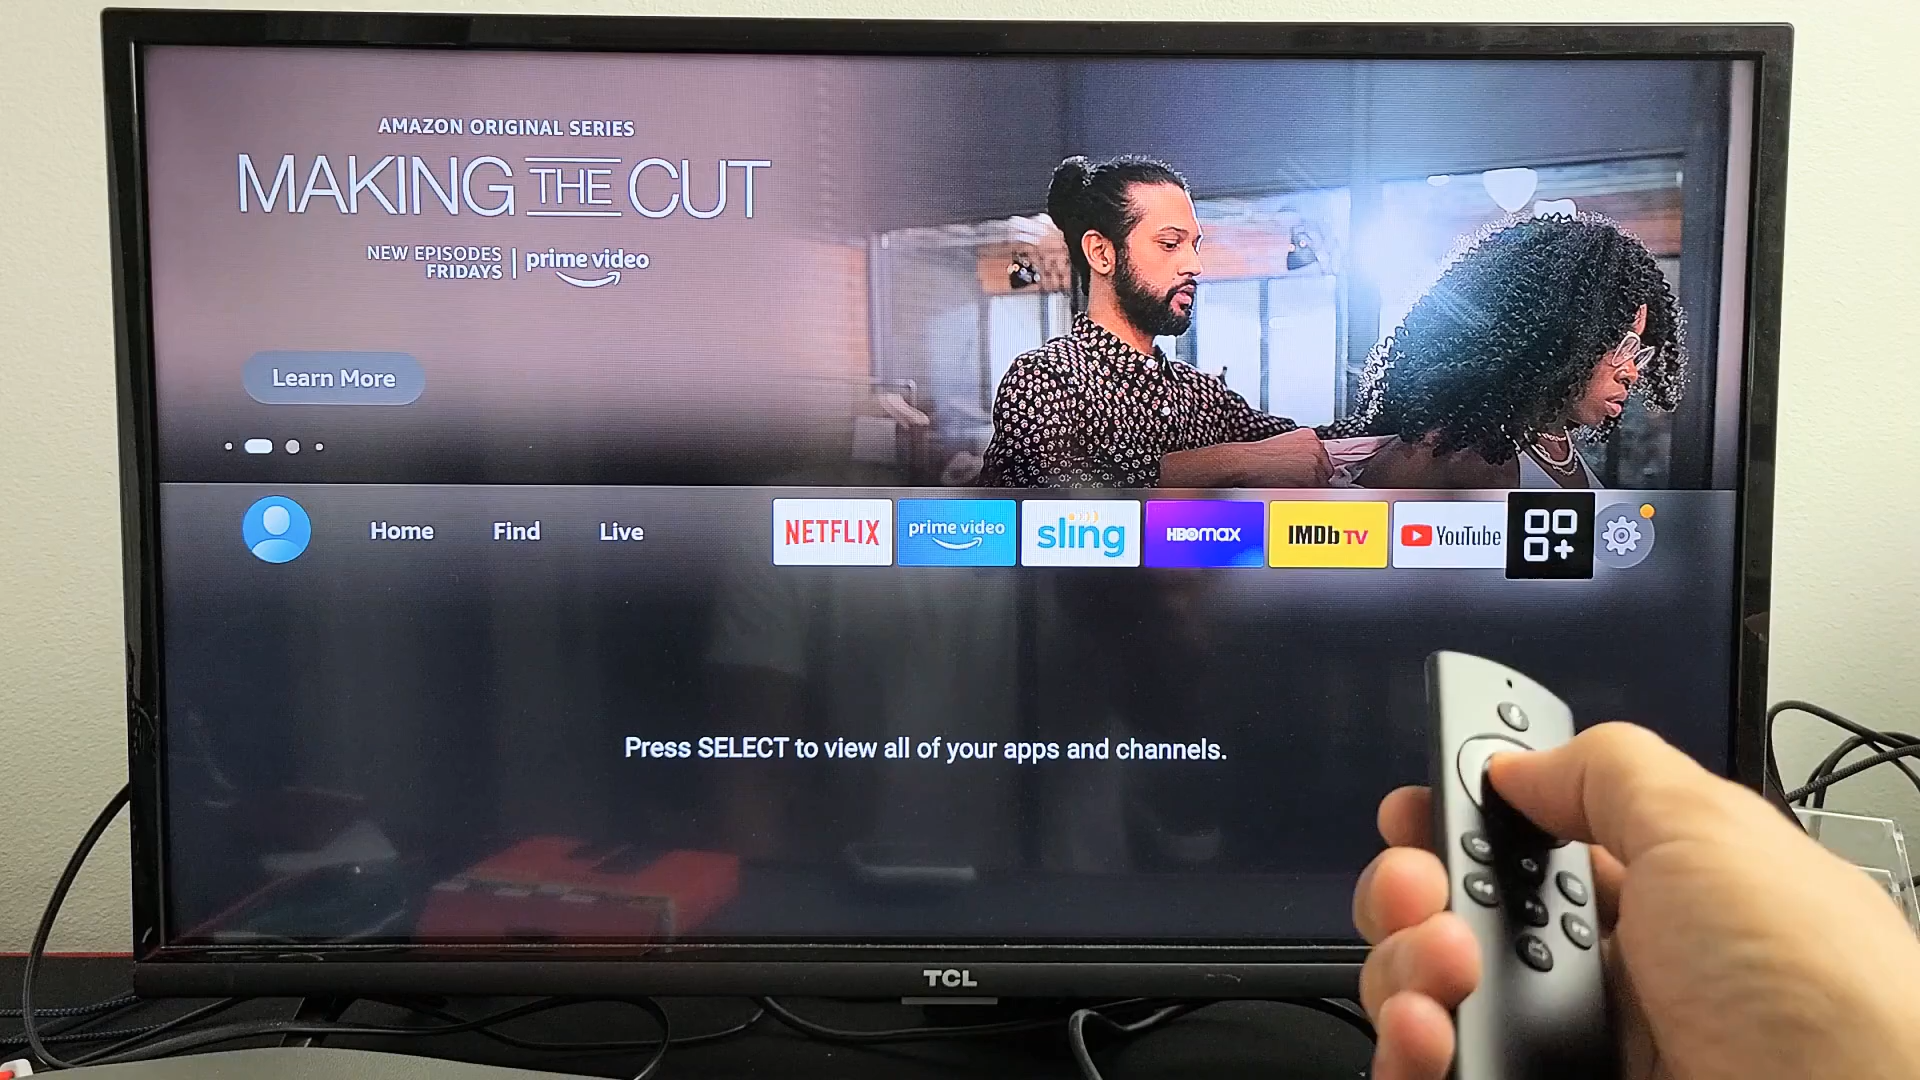 AMAZON ORIGINAL SERIES
MAKING THE CUT
NEW EPISODES
FRIDAYS
prime video
Learn More
Home
Find
Live
NETFLIX
prime video
sling
HBOMAX
IMDb TV
YouTube
Press SELECT to view all of your apps and channels.
TCL